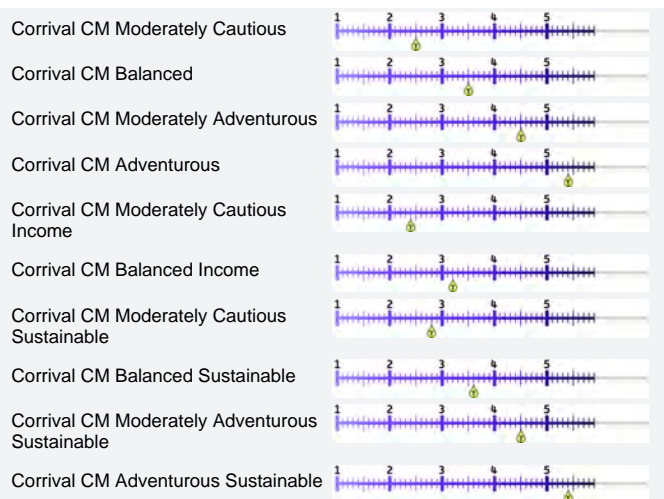 Corrival CM Moderately Cautious
1 2 3 4 5
T
Corrival CM Balanced
1 2 3 4 5
T
Corrival CM Moderately Adventurous
1 2 3 4 5
T
Corrival CM Adventurous
1 2 3 4 5
T
Corrival CM Moderately Cautious
Income
1 2 3 4 5
T
Corrival CM Balanced Income
1 2 3 4 5
T
Corrival CM Moderately Cautious
Sustainable
1 2 3 4 5
T
Corrival CM Balanced Sustainable
1 2 3 4 5
T
Corrival CM Moderately Adventurous
Sustainable
1 2 3 4 5
T
Corrival CM Adventurous Sustainable
1 2 3 4 5
T